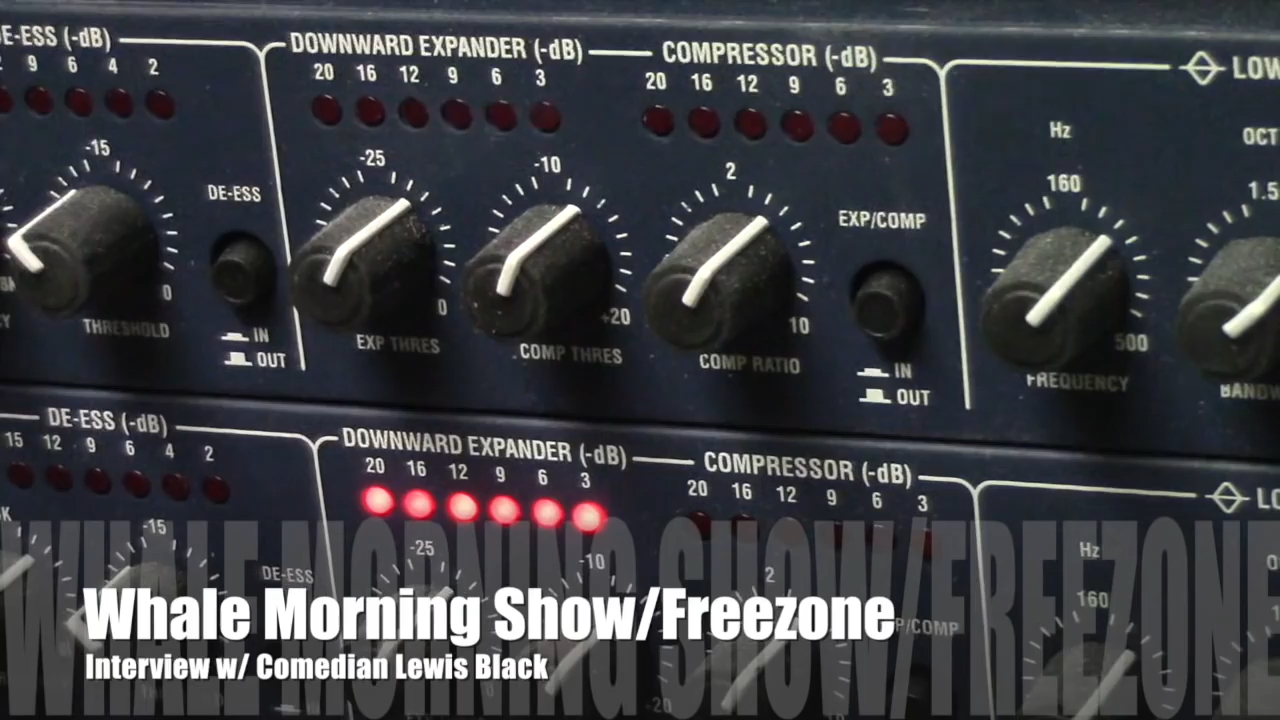 DE-ESS (-dB)
DOWNWARD EXPANDER (-dB)
COMPRESSOR (-dB)
LOW
9 6 4 2
20 16 12 9 6 3
20 16 12 9 6 3
Hz
OCT
-15
-25
-10
2
160
1.5
DE-ESS
EXP/COMP
0
0
+20
10
500
THRESHOLD
IN
OUT
EXP THRES
COMP THRES
COMP RATIO
IN
OUT
FREQUENCY
DE-ESS (-dB)
DOWNWARD EXPANDER (-dB)
COMPRESSOR (-dB)
15 12 9 6 4 2
20 16 12 9 6 3
20 16 12 9 6 3
-15
-25
-10
2
Hz
160
DE-ESS
P/COMP
WHALE MORNING SHOW/FREEZONE
Whale Morning Show/Freezone
Interview w/ Comedian Lewis Black
-20